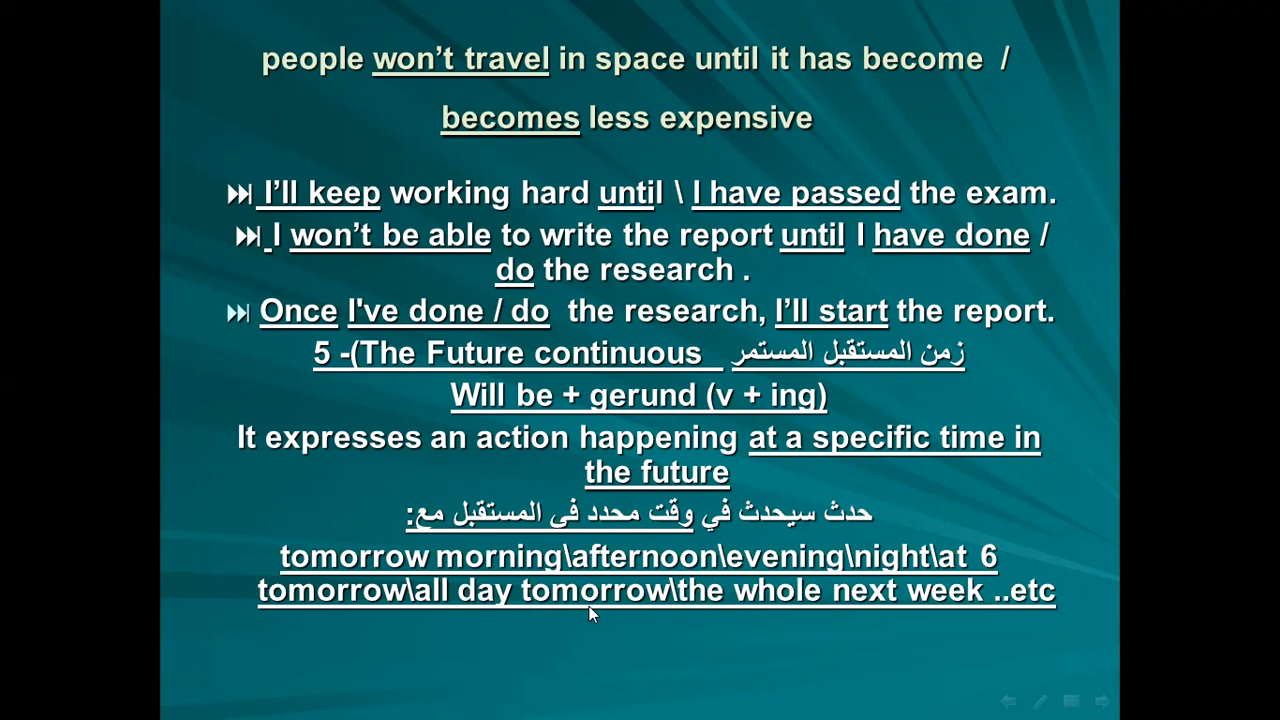 people won't travel in space until it has become /
becomes less expensive
⏭ I'll keep working hard until \ I have passed the exam.
⏭ I won't be able to write the report until I have done /
do the research .
⏭ Once I've done / do the research, I'll start the report.
5 -(The Future continuous زمن المستقبل المستمر
Will be + gerund (v + ing)
It expresses an action happening at a specific time in
the future
حدث سيحدث في وقت محدد فى المستقبل مع:
tomorrow morning\afternoon\evening\night\at 6
tomorrow\all day tomorrow\the whole next week ..etc